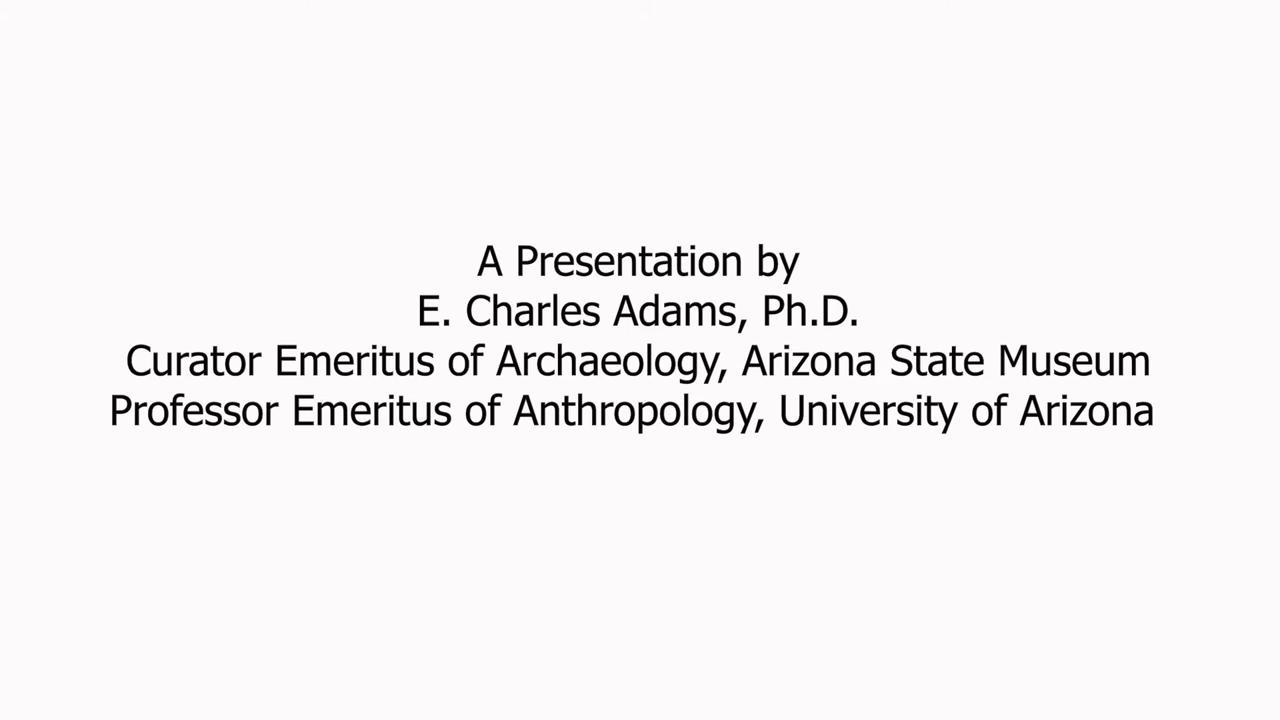 A Presentation by
E. Charles Adams, Ph.D.
Curator Emeritus of Archaeology, Arizona State Museum
Professor Emeritus of Anthropology, University of Arizona